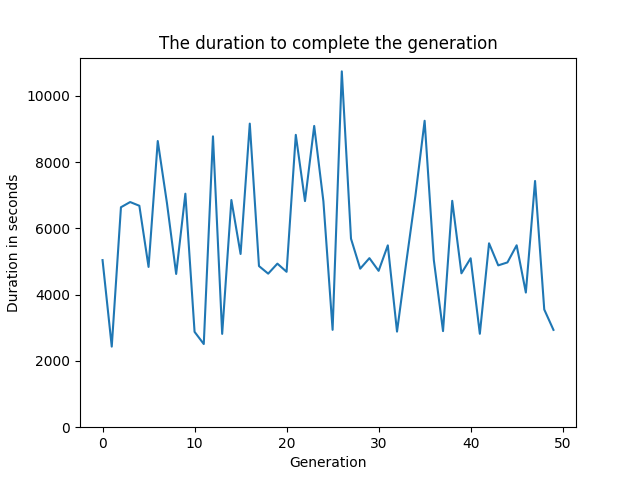 The duration to complete the generation
10000
8000
6000
4000
2000
0
Duration in seconds
0 10 20 30 40 50
Generation